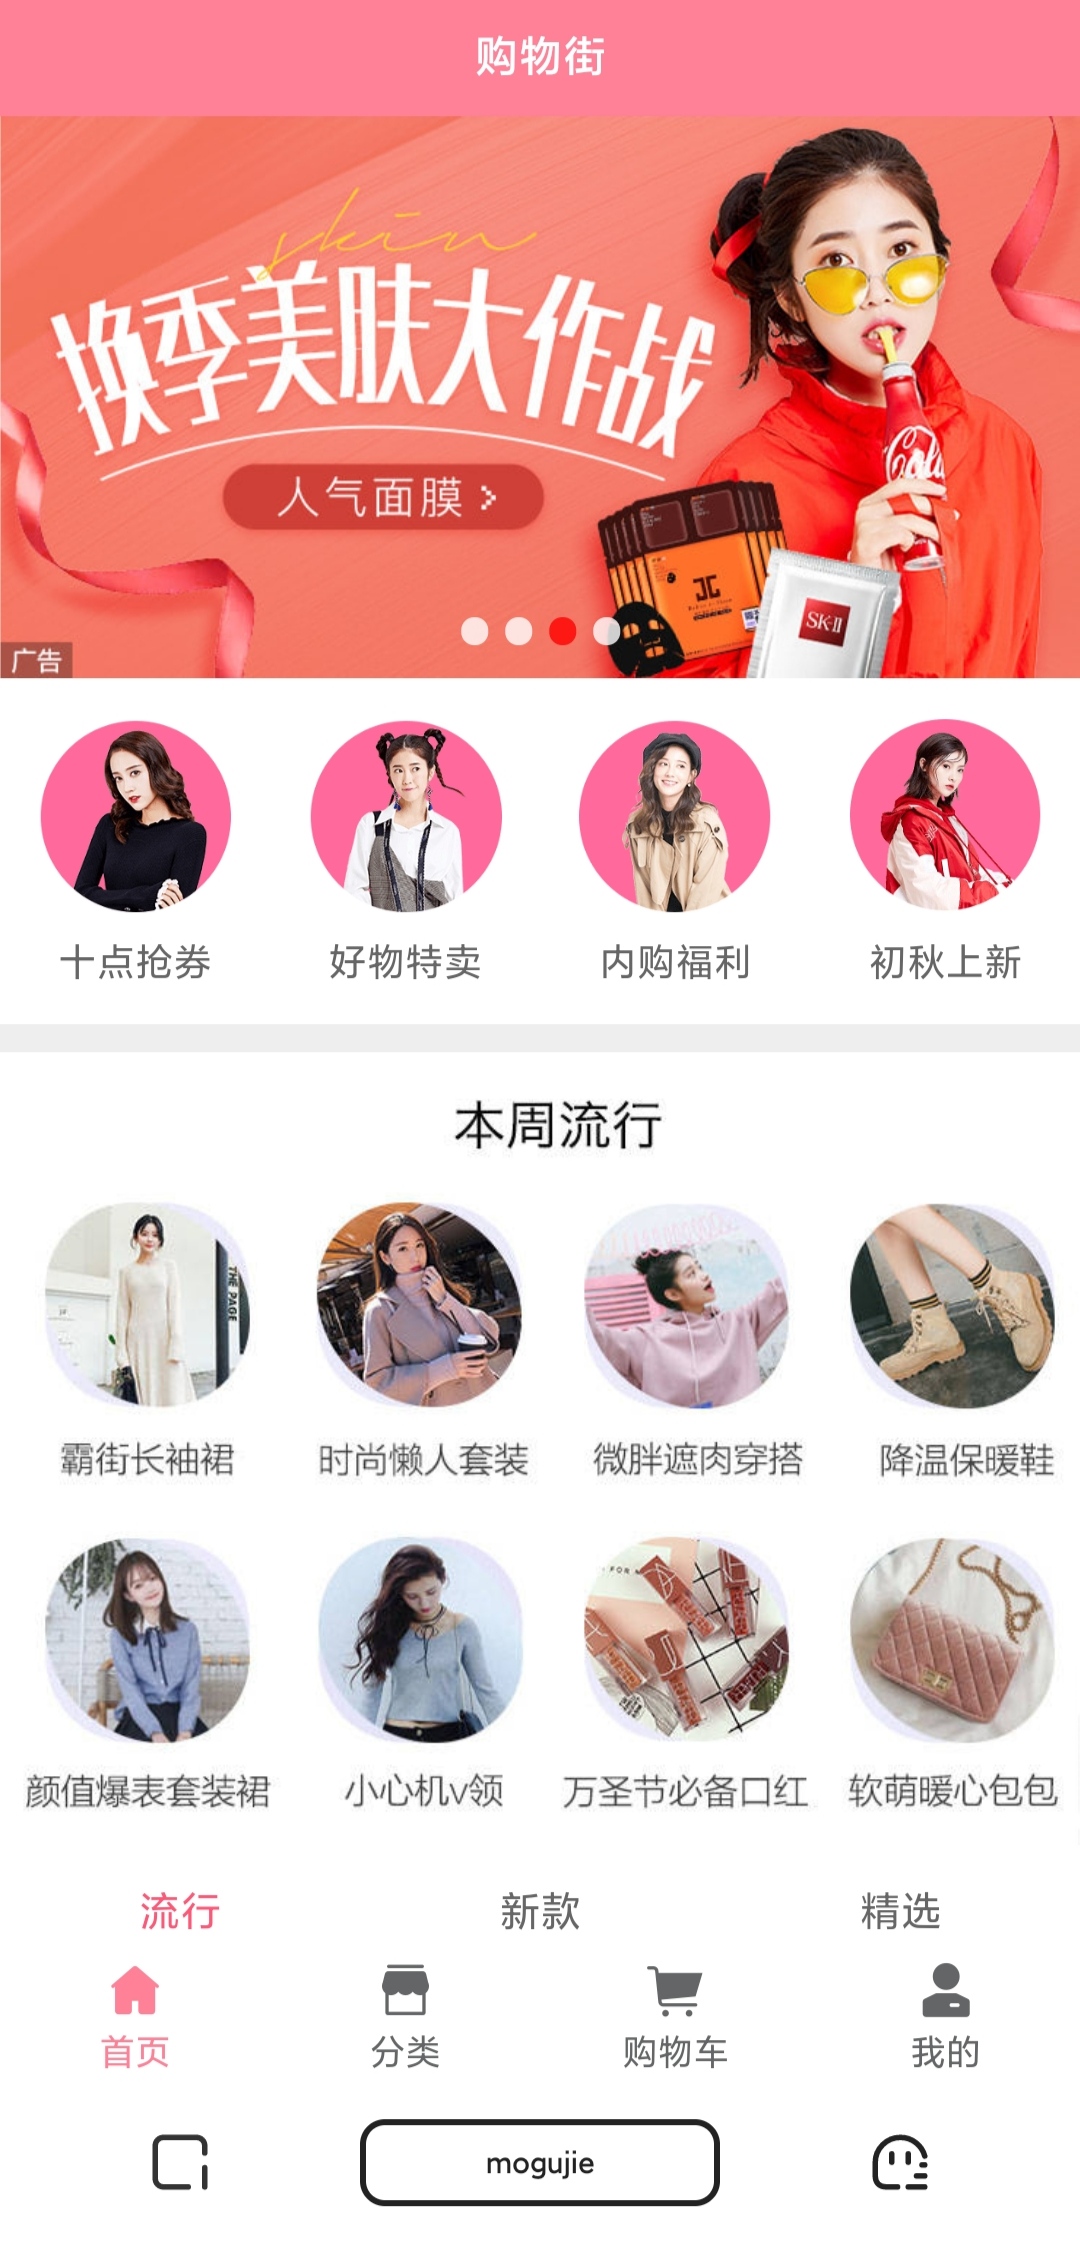 购物街
skin
换季美肤大作战
人气面膜
Cola
JC
SK-II
广告
十点抢券
好物特卖
内购福利
初秋上新
本周流行
THE PAGE
霸街长袖裙
时尚懒人套装
微胖遮肉穿搭
降温保暖鞋
颜值爆表套装裙
小心机v领
万圣节必备口红
软萌暖心包包
流行
新款
精选
首页
分类
购物车
我的
mogujie